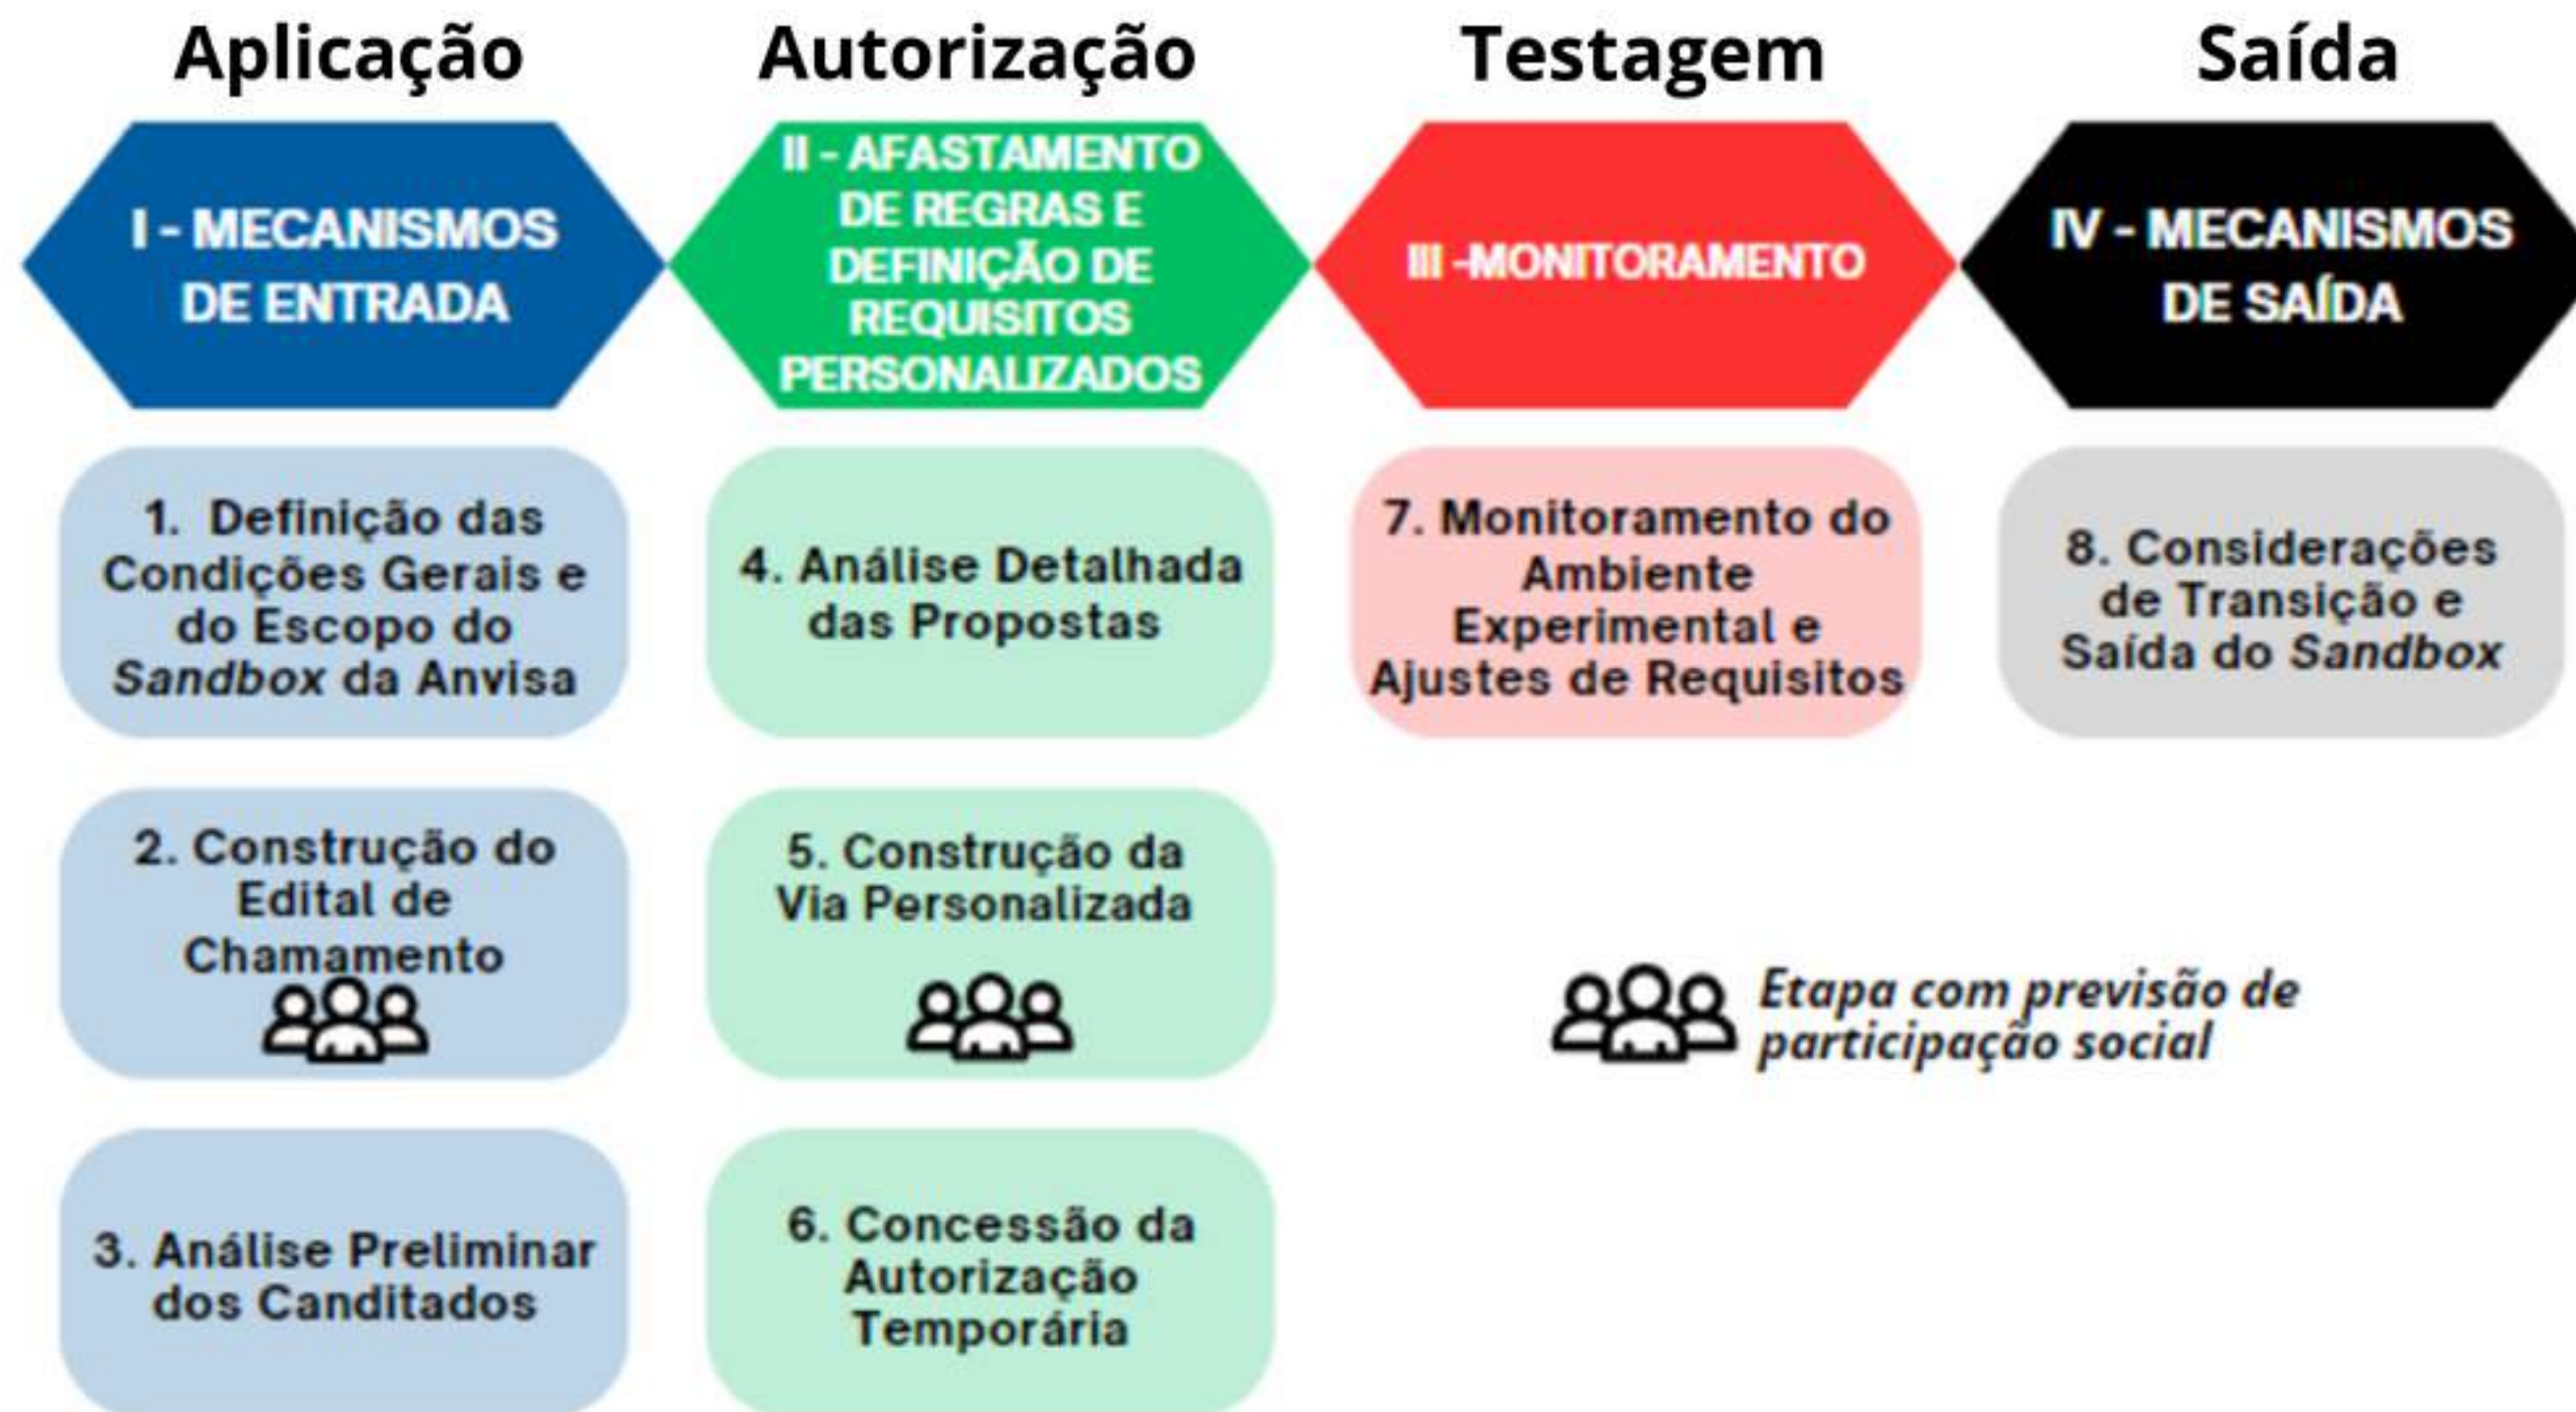 Aplicação
Autorização
Testagem
Saída
I - MECANISMOS
DE ENTRADA
II - AFASTAMENTO
DE REGRAS E
DEFINIÇÃO DE
REQUISITOS
PERSONALIZADOS
III -MONITORAMENTO
IV - MECANISMOS
DE SAÍDA
1. Definição das
Condições Gerais e
do Escopo do
Sandbox da Anvisa
4. Análise Detalhada
das Propostas
7. Monitoramento do
Ambiente
Experimental e
Ajustes de Requisitos
8. Considerações
de Transição e
Saída do Sandbox
2. Construção do
Edital de
Chamamento
5. Construção da
Via Personalizada
Etapa com previsão de
participação social
3. Análise Preliminar
dos Canditados
6. Concessão da
Autorização
Temporária